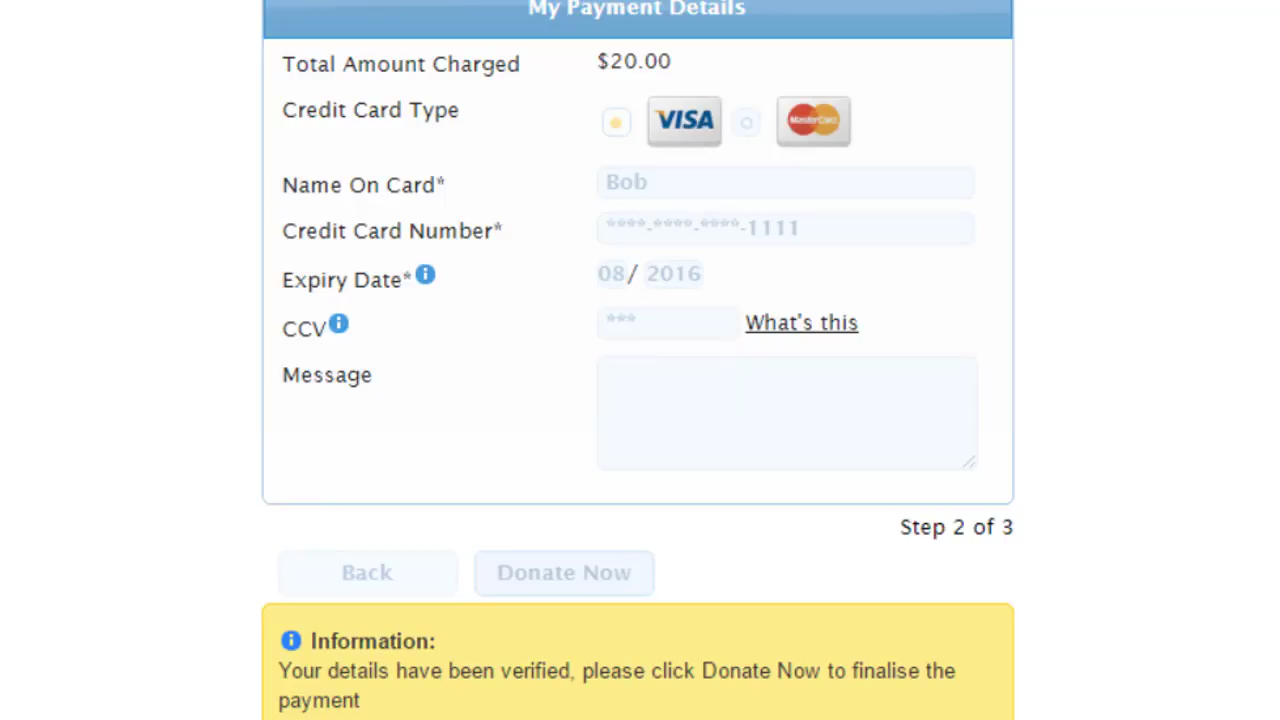 My Payment Details
Total Amount Charged $20.00
Credit Card Type VISA MasterCard
Name On Card* Bob
Credit Card Number* ****-****-****-1111
Expiry Date* 08/ 2016
CCV *** What's this
Message
Step 2 of 3
Back Donate Now
Information:
Your details have been verified, please click Donate Now to finalise the
payment